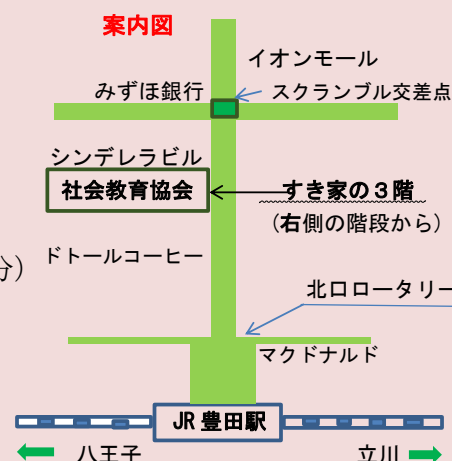 案内図
イオンモール
みずほ銀行
スクランブル交差点
シンデレラビル
社会教育協会
すき家の３階
（右側の階段から）
分）
ドトールコーヒー
北口ロータリー
マクドナルド
JR 豊田駅
八王子
立川